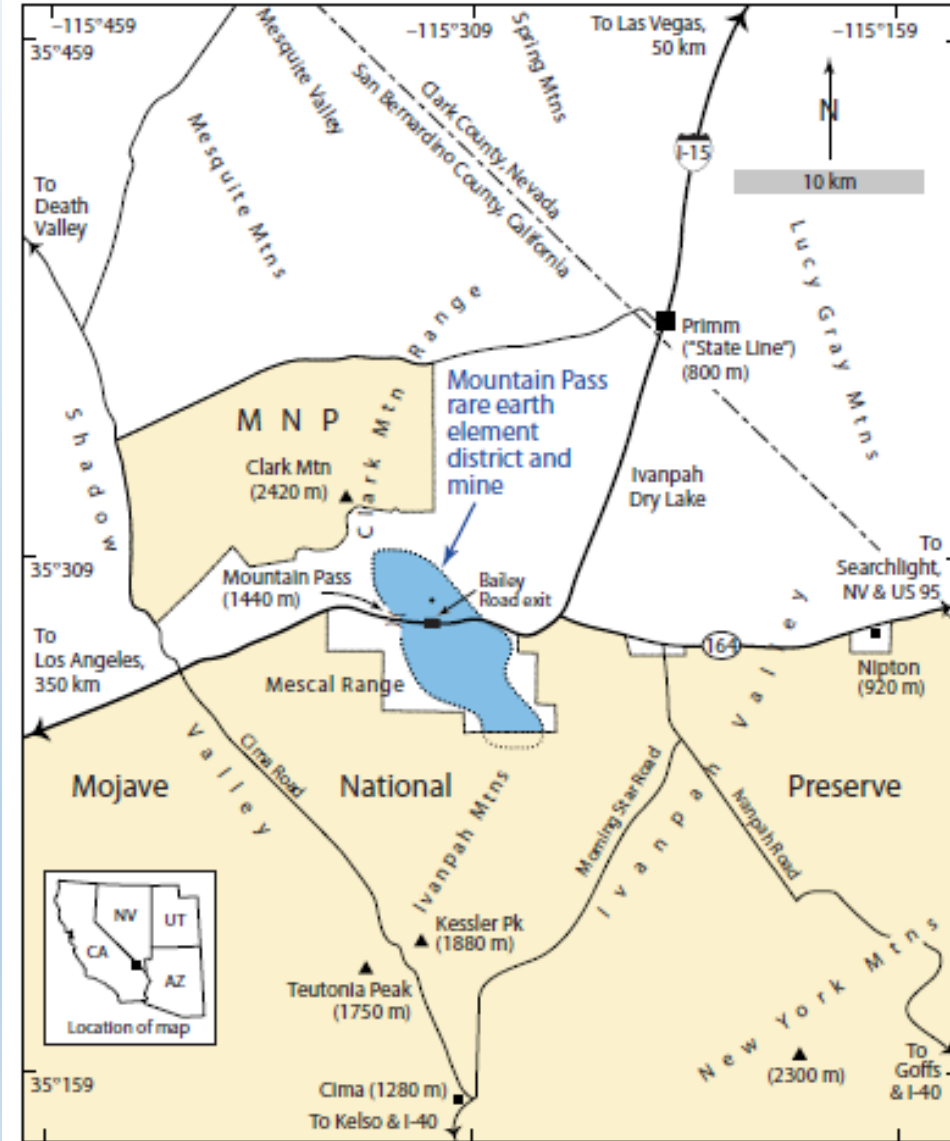 −115°459
−115°309
−115°159
35°459
Mesquite Valley
Spring Mtns
To Las Vegas,
50 km
N
Clark County, Nevada
San Bernardino County, California
I-15
10 km
Mesquite Mtns
To
Death
Valley
Lucy Gray Mtns
Primm
("State Line")
(800 m)
Clark Mtn Range
Mountain Pass
rare earth
element
district and
mine
M N P
Clark Mtn
(2420 m)
Shadow
Valley
Ivanpah
Dry Lake
35°309
Mountain Pass
(1440 m)
Bailey
Road exit
To
Searchlight,
NV & US 95
To
Los Angeles,
350 km
Mescal Range
164
Nipton
(920 m)
Ivanpah Valley
Cima Road
Mojave
National
Preserve
Ivanpah Mtns
Morning Star Road
Ivanpah Road
NV
UT
CA
AZ
Location of map
Kessler Pk
(1880 m)
Teutonia Peak
(1750 m)
New York Mtns
(2300 m)
35°159
Cima (1280 m)
To Kelso & I-40
To
Goffs
& I-40